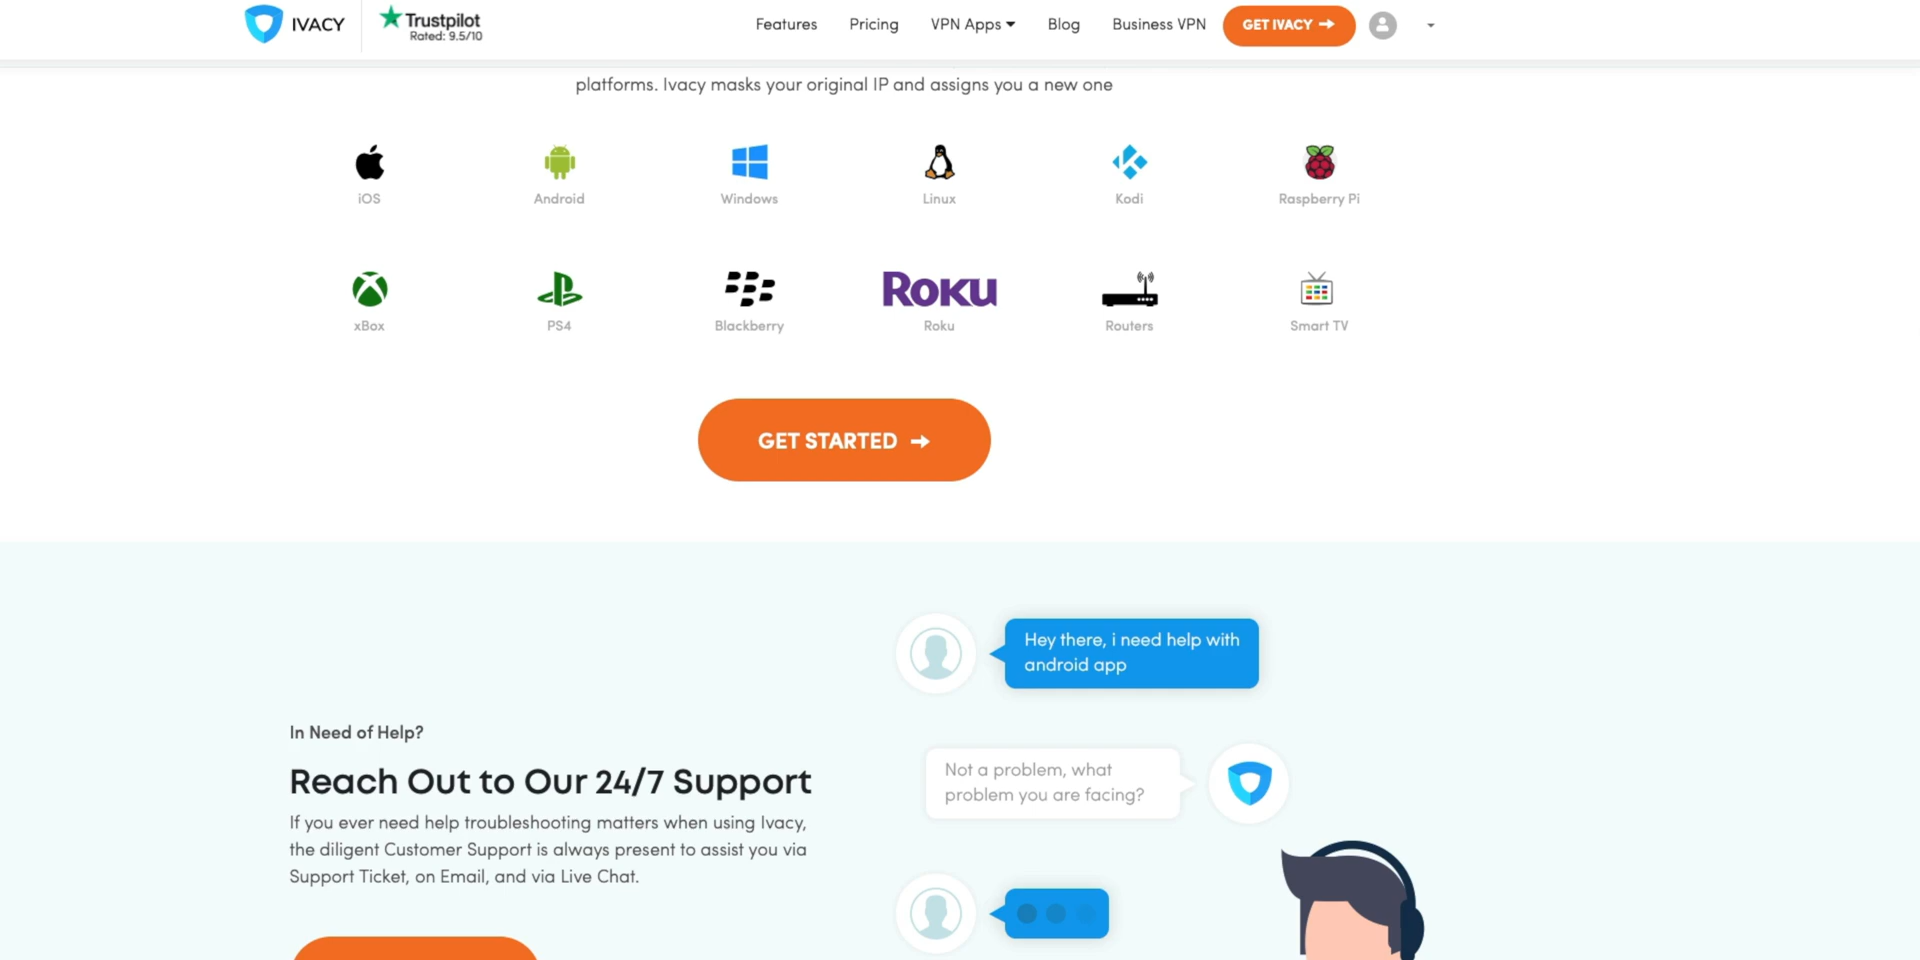 IVACY
Trustpilot
Rated: 9.5/10
Features
Pricing
VPN Apps
Blog
Business VPN
GET IVACY
platforms. Ivacy masks your original IP and assigns you a new one
iOS
Android
Windows
Linux
Kodi
Raspberry Pi
xBox
PS4
Blackberry
ROKU
Roku
Routers
Smart TV
GET STARTED
Hey there, i need help with
android app
Not a problem, what
problem you are facing?
In Need of Help?
Reach Out to Our 24/7 Support
If you ever need help troubleshooting matters when using Ivacy,
the diligent Customer Support is always present to assist you via
Support Ticket, on Email, and via Live Chat.